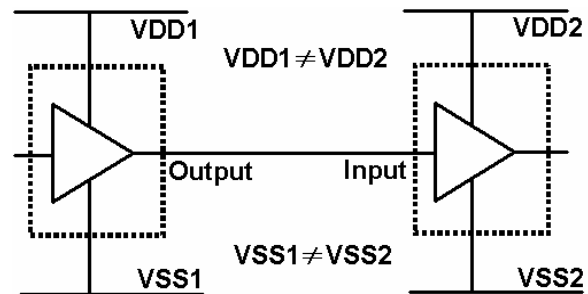 VDD1
VDD2
VDD1≠VDD2
Output
Input
VSS1≠VSS2
VSS1
VSS2